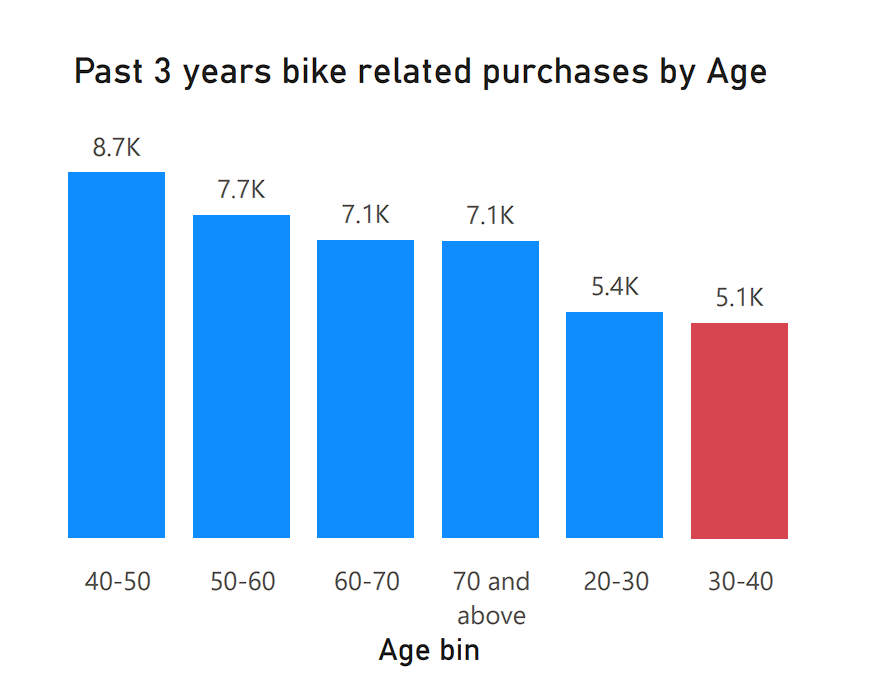 Past 3 years bike related purchases by Age
8.7K
7.7K
7.1K
7.1K
5.4K
5.1K
40-50
50-60
60-70
70 and
above
20-30
30-40
Age bin